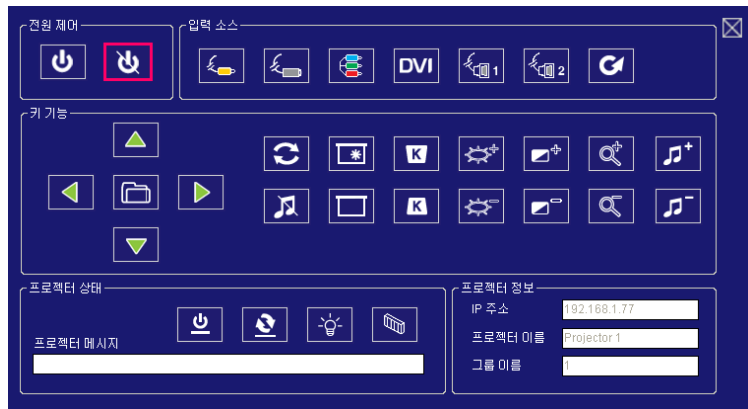 전원 제어
입력 소스
DVI
1
2
키 기능
K
K
프로젝터 상태
프로젝터 메시지
프로젝터 정보
IP 주소
192.168.1.77
프로젝터 이름
Projector 1
그룹 이름
1